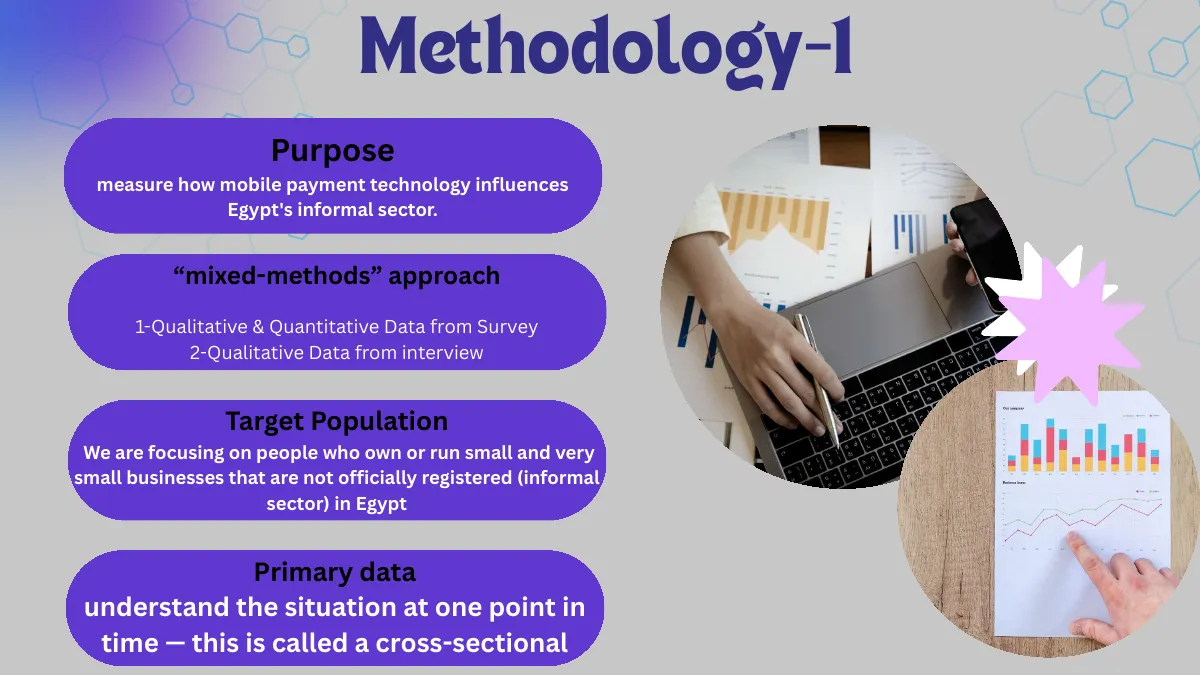 Methodology-1
Purpose
measure how mobile payment technology influences
Egypt's informal sector.
“mixed-methods” approach
1-Qualitative & Quantitative Data from Survey
2-Qualitative Data from interview
Target Population
We are focusing on people who own or run small and very
small businesses that are not officially registered (informal
sector) in Egypt
Primary data
understand the situation at one point in
time — this is called a cross-sectional